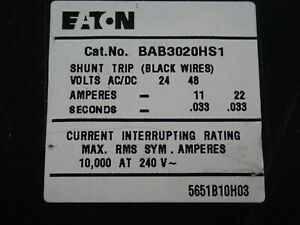 EATON
Cat.No. BAB3020HS1
SHUNT TRIP (BLACK WIRES)
VOLTS AC/DC 24 48
AMPERES – 11 22
SECONDS – .033 .033
CURRENT INTERRUPTING RATING
MAX. RMS SYM. AMPERES
10,000 AT 240 V~
5651B10H03